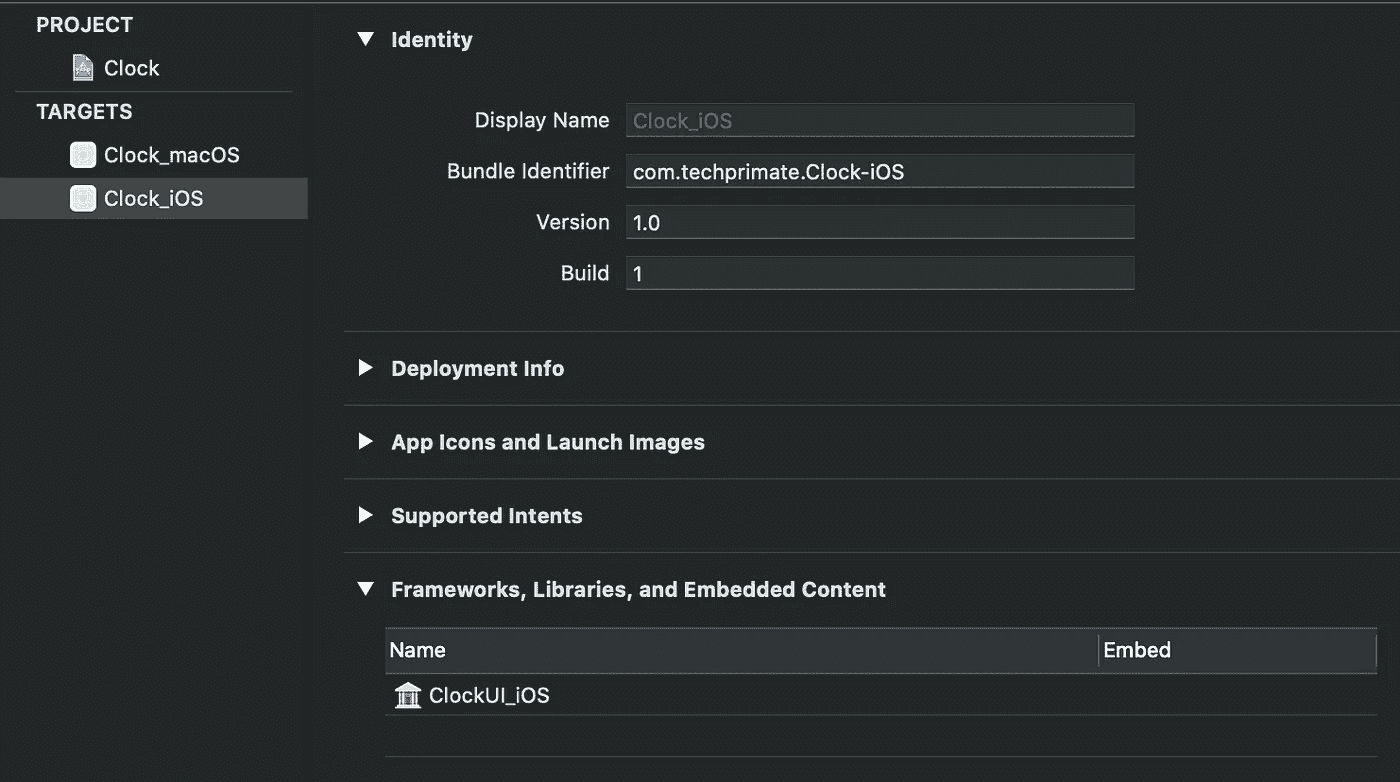 PROJECT
Clock
TARGETS
Clock_macOS
Clock_iOS
Identity
Display Name Clock_iOS
Bundle Identifier com.techprimate.Clock-iOS
Version 1.0
Build 1
Deployment Info
App Icons and Launch Images
Supported Intents
Frameworks, Libraries, and Embedded Content
Name Embed
ClockUI_iOS